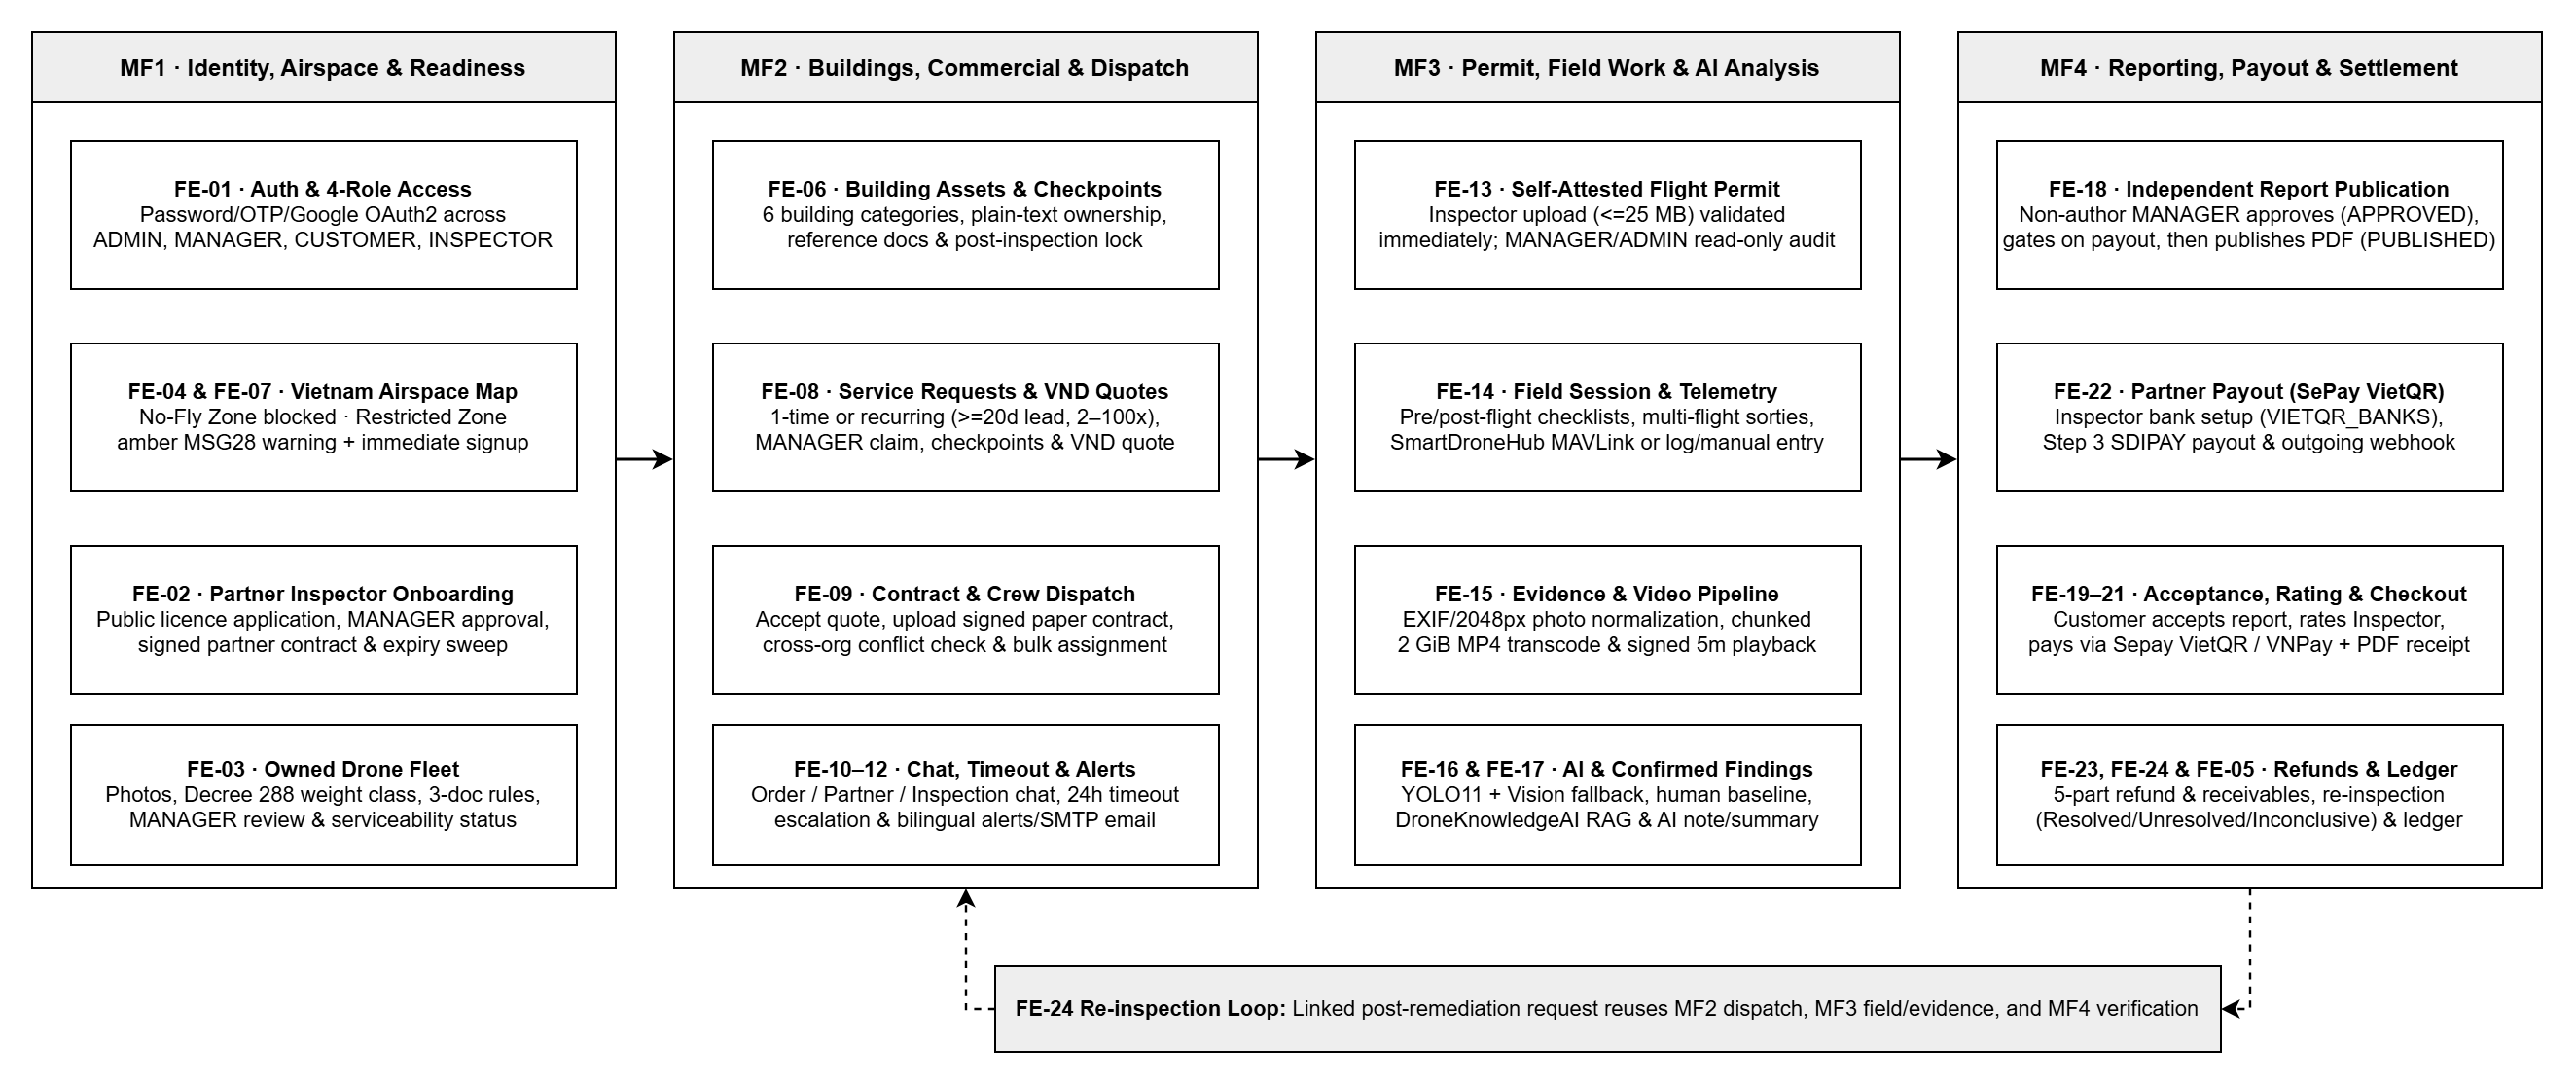 MF1 · Identity, Airspace & Readiness
FE-01 · Auth & 4-Role Access
Password/OTP/Google OAuth2 across
ADMIN, MANAGER, CUSTOMER, INSPECTOR
FE-04 & FE-07 · Vietnam Airspace Map
No-Fly Zone blocked · Restricted Zone
amber MSG28 warning + immediate signup
FE-02 · Partner Inspector Onboarding
Public licence application, MANAGER approval,
signed partner contract & expiry sweep
FE-03 · Owned Drone Fleet
Photos, Decree 288 weight class, 3-doc rules,
MANAGER review & serviceability status
MF2 · Buildings, Commercial & Dispatch
FE-06 · Building Assets & Checkpoints
6 building categories, plain-text ownership,
reference docs & post-inspection lock
FE-08 · Service Requests & VND Quotes
1-time or recurring (>=20d lead, 2–100x),
MANAGER claim, checkpoints & VND quote
FE-09 · Contract & Crew Dispatch
Accept quote, upload signed paper contract,
cross-org conflict check & bulk assignment
FE-10–12 · Chat, Timeout & Alerts
Order / Partner / Inspection chat, 24h timeout
escalation & bilingual alerts/SMTP email
MF3 · Permit, Field Work & AI Analysis
FE-13 · Self-Attested Flight Permit
Inspector upload (<=25 MB) validated
immediately; MANAGER/ADMIN read-only audit
FE-14 · Field Session & Telemetry
Pre/post-flight checklists, multi-flight sorties,
SmartDroneHub MAVLink or log/manual entry
FE-15 · Evidence & Video Pipeline
EXIF/2048px photo normalization, chunked
2 GiB MP4 transcode & signed 5m playback
FE-16 & FE-17 · AI & Confirmed Findings
YOLO11 + Vision fallback, human baseline,
DroneKnowledgeAI RAG & AI note/summary
MF4 · Reporting, Payout & Settlement
FE-18 · Independent Report Publication
Non-author MANAGER approves (APPROVED),
gates on payout, then publishes PDF (PUBLISHED)
FE-22 · Partner Payout (SePay VietQR)
Inspector bank setup (VIETQR_BANKS),
Step 3 SDIPAY payout & outgoing webhook
FE-19–21 · Acceptance, Rating & Checkout
Customer accepts report, rates Inspector,
pays via Sepay VietQR / VNPay + PDF receipt
FE-23, FE-24 & FE-05 · Refunds & Ledger
5-part refund & receivables, re-inspection
(Resolved/Unresolved/Inconclusive) & ledger
FE-24 Re-inspection Loop: Linked post-remediation request reuses MF2 dispatch, MF3 field/evidence, and MF4 verification